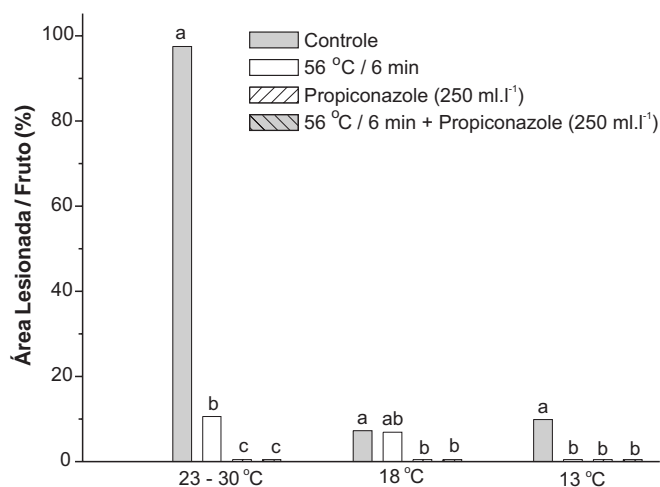 Controle
56 °C / 6 min
Propiconazole (250 ml.l⁻¹)
56 °C / 6 min + Propiconazole (250 ml.l⁻¹)
Área Lesionada / Fruto (%)
100
80
60
40
20
0
a b c c
a ab b b
a b b b
23 - 30 °C
18 °C
13 °C